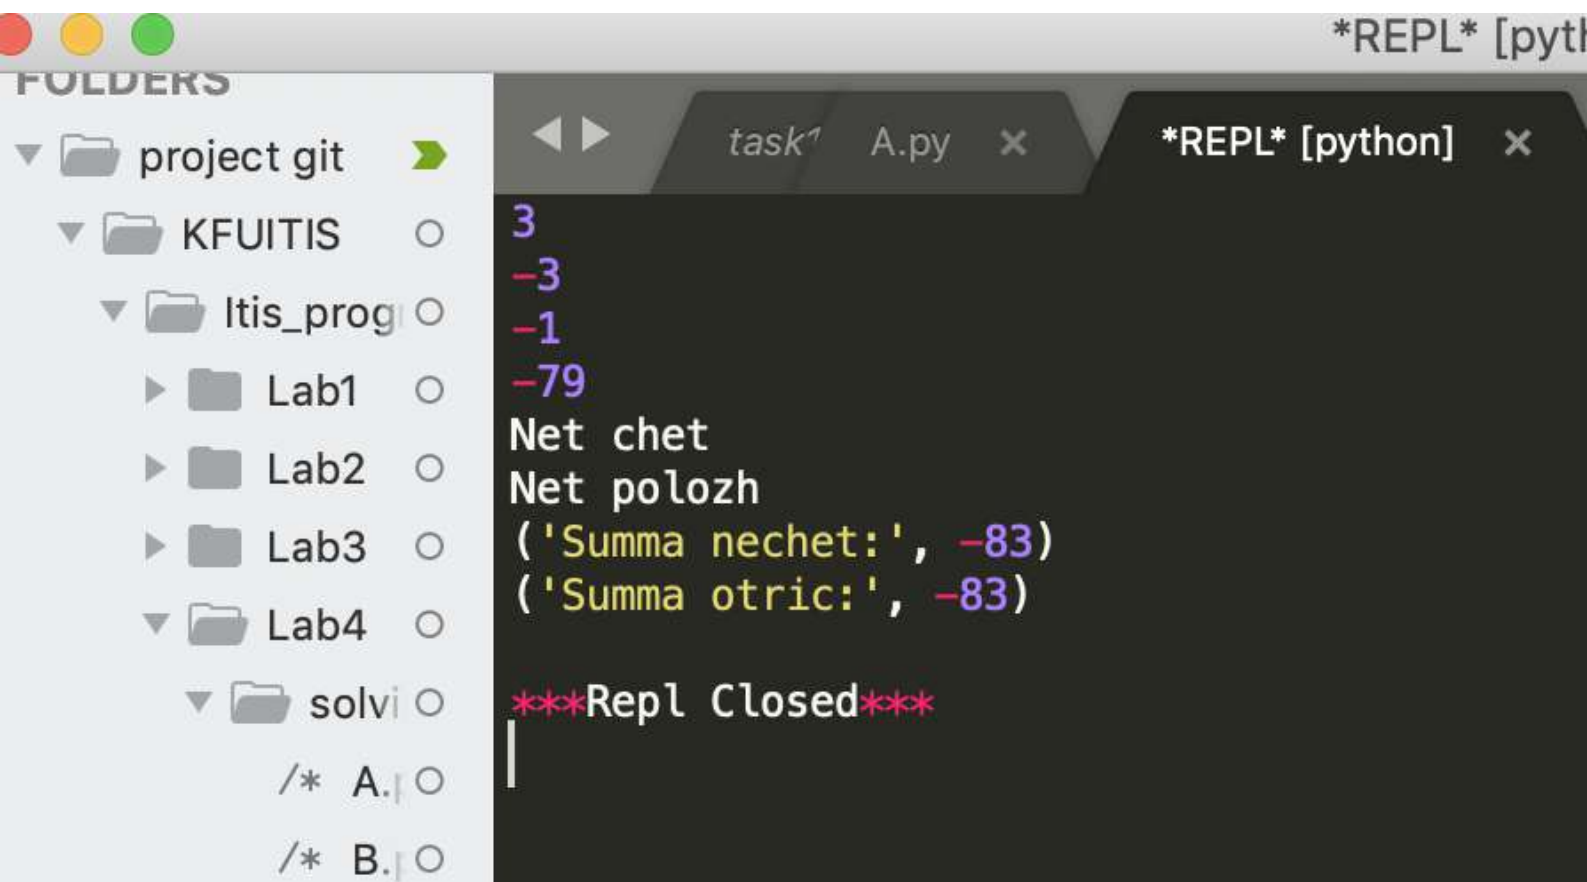 *REPL* [pyth
FOLDERS
project git
KFUITIS
Itis_prog
Lab1
Lab2
Lab3
Lab4
solvi
/* A.
/* B.
task1 A.py ×
*REPL* [python] ×
3
-3
-1
-79
Net chet
Net polozh
('Summa nechet:', -83)
('Summa otric:', -83)
***Repl Closed***